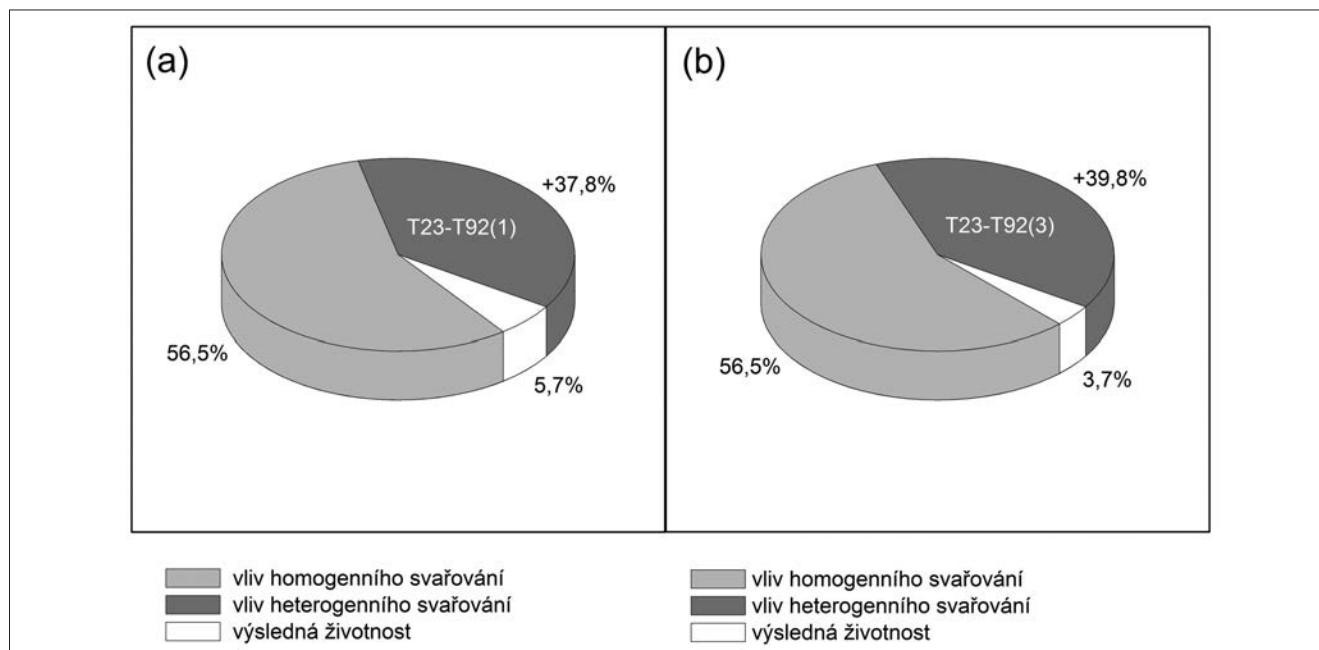 (a)
+37,8%
T23-T92(1)
56,5%
5,7%
(b)
+39,8%
T23-T92(3)
56,5%
3,7%
vliv homogenního svařování
vliv heterogenního svařování
výsledná životnost
vliv homogenního svařování
vliv heterogenního svařování
výsledná životnost